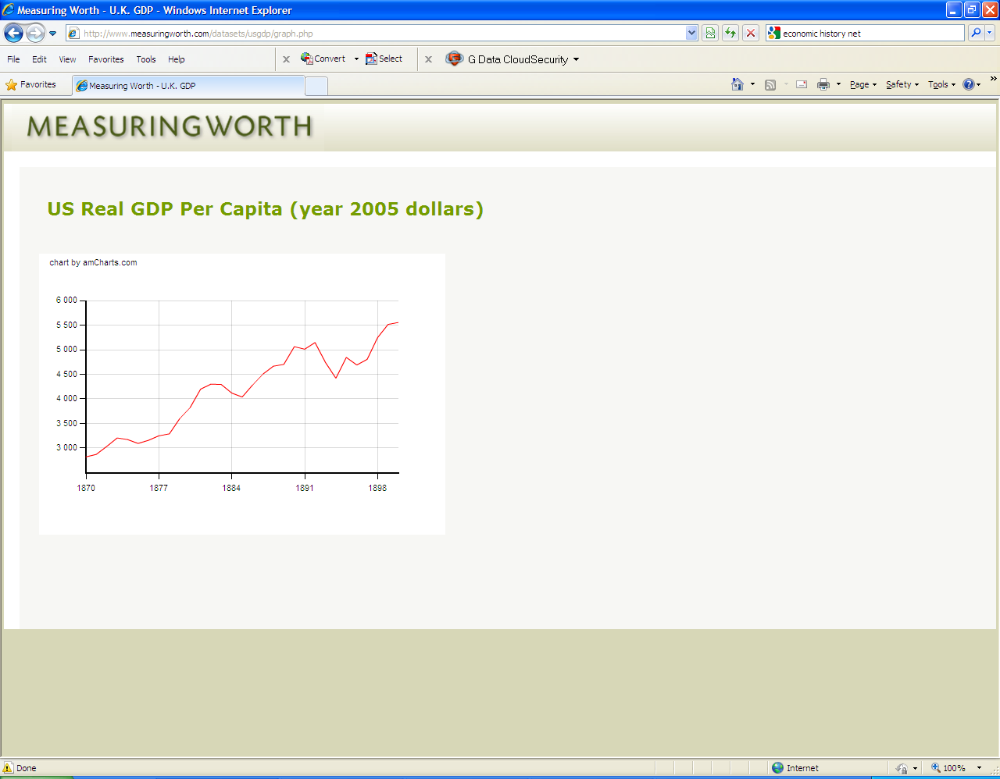 Measuring Worth - U.K. GDP - Windows Internet Explorer
http://www.measuringworth.com/datasets/usgdp/graph.php
economic history net
File Edit View Favorites Tools Help
x Convert Select
x G Data CloudSecurity
Favorites
Measuring Worth - U.K. GDP
Page Safety Tools »
MEASURINGWORTH
US Real GDP Per Capita (year 2005 dollars)
chart by amCharts.com
6 000
5 500
5 000
4 500
4 000
3 500
3 000
1870 1877 1884 1891 1898
Done
Internet
100%